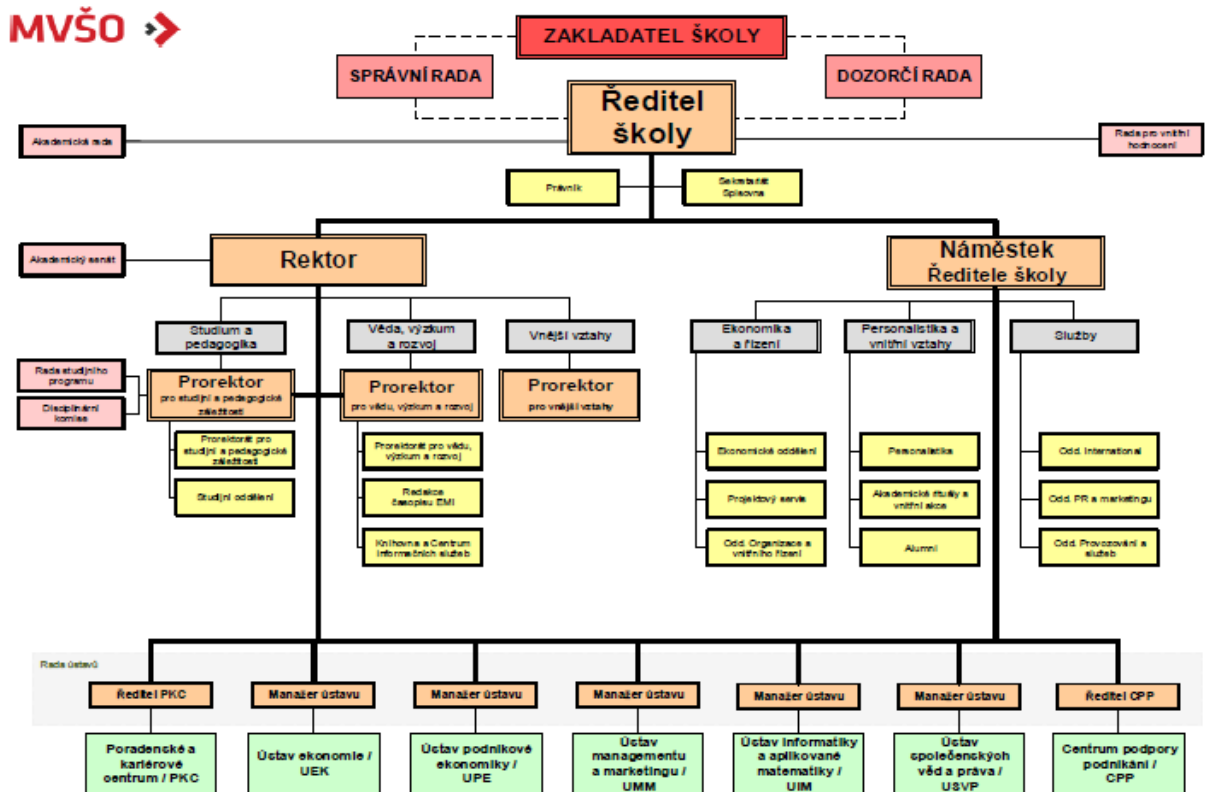 MVŠO
ZAKLADATEL ŠKOLY
SPRÁVNÍ RADA
DOZORČÍ RADA
Ředitel
školy
Akademická rada
Rada pro vnitřní
hodnocení
Právník
Sekretariát
Spisovna
Akademický senát
Rektor
Náměstek
Ředitele školy
Studium a
pedagogika
Věda, výzkum
a rozvoj
Vnější vztahy
Ekonomika
a řízení
Personalistika a
vnitřní vztahy
Služby
Rada studijního
programu
Disciplinární
komise
Prorektor
pro studijní a pedagogické
záležitosti
Prorektor
pro vědu, výzkum a rozvoj
Prorektor
pro vnější vztahy
Prorektorát pro
studijní a pedagogické
záležitosti
Studijní oddělení
Prorektorát pro vědu,
výzkum a rozvoj
Redakce
časopisu EMI
Knihovna a Centrum
informačních služeb
Ekonomické oddělení
Projektový servis
Odd. Organizace a
vnitřního řízení
Personalistika
Akademické rituály a
vnitřní akce
Alumni
Odd. International
Odd. PR a marketingu
Odd. Provozování a
služeb
Rada ústavů
Ředitel PKC
Manažer ústavu
Manažer ústavu
Manažer ústavu
Manažer ústavu
Manažer ústavu
Ředitel CPP
Poradenské a
kariérové
centrum / PKC
Ústav ekonomie /
UEK
Ústav podnikové
ekonomiky /
UPE
Ústav
managementu
a marketingu /
UMM
Ústav informatiky
a aplikované
matematiky /
UIM
Ústav
společenských
věd a práva /
USVP
Centrum podpory
podnikání /
CPP